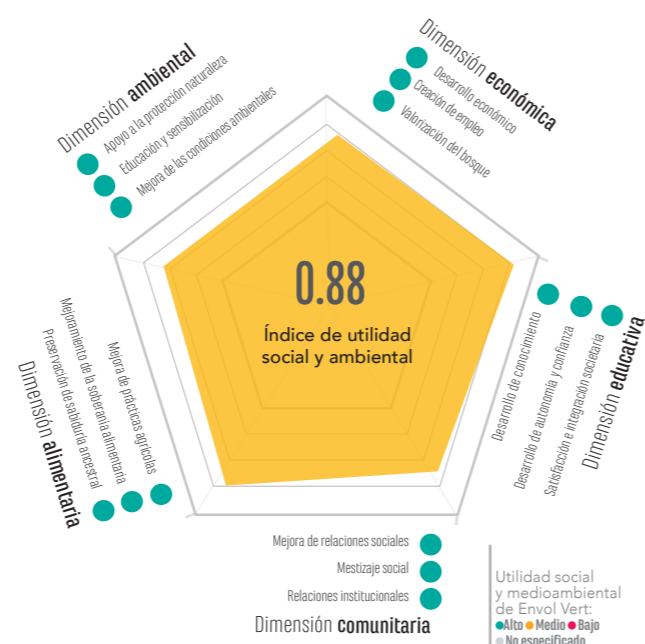 Dimensión ambiental
Apoyo a la protección naturaleza
Educación y sensibilización
Mejora de las condiciones ambientales
Dimensión económica
Desarrollo económico
Creación de empleo
Valorización del bosque
0.88
Índice de utilidad
social y ambiental
Desarrollo de conocimiento
Desarrollo de autonomía y confianza
Satisfacción e integración societaria
Dimensión educativa
Mejora de prácticas agrícolas
Mejoramiento de la soberanía alimentaria
Preservación de sabiduría ancestral
Dimensión alimentaria
Mejora de relaciones sociales
Mestizaje social
Relaciones institucionales
Dimensión comunitaria
Utilidad social
y medioambiental
de Envol Vert:
Alto Medio Bajo
No especificado